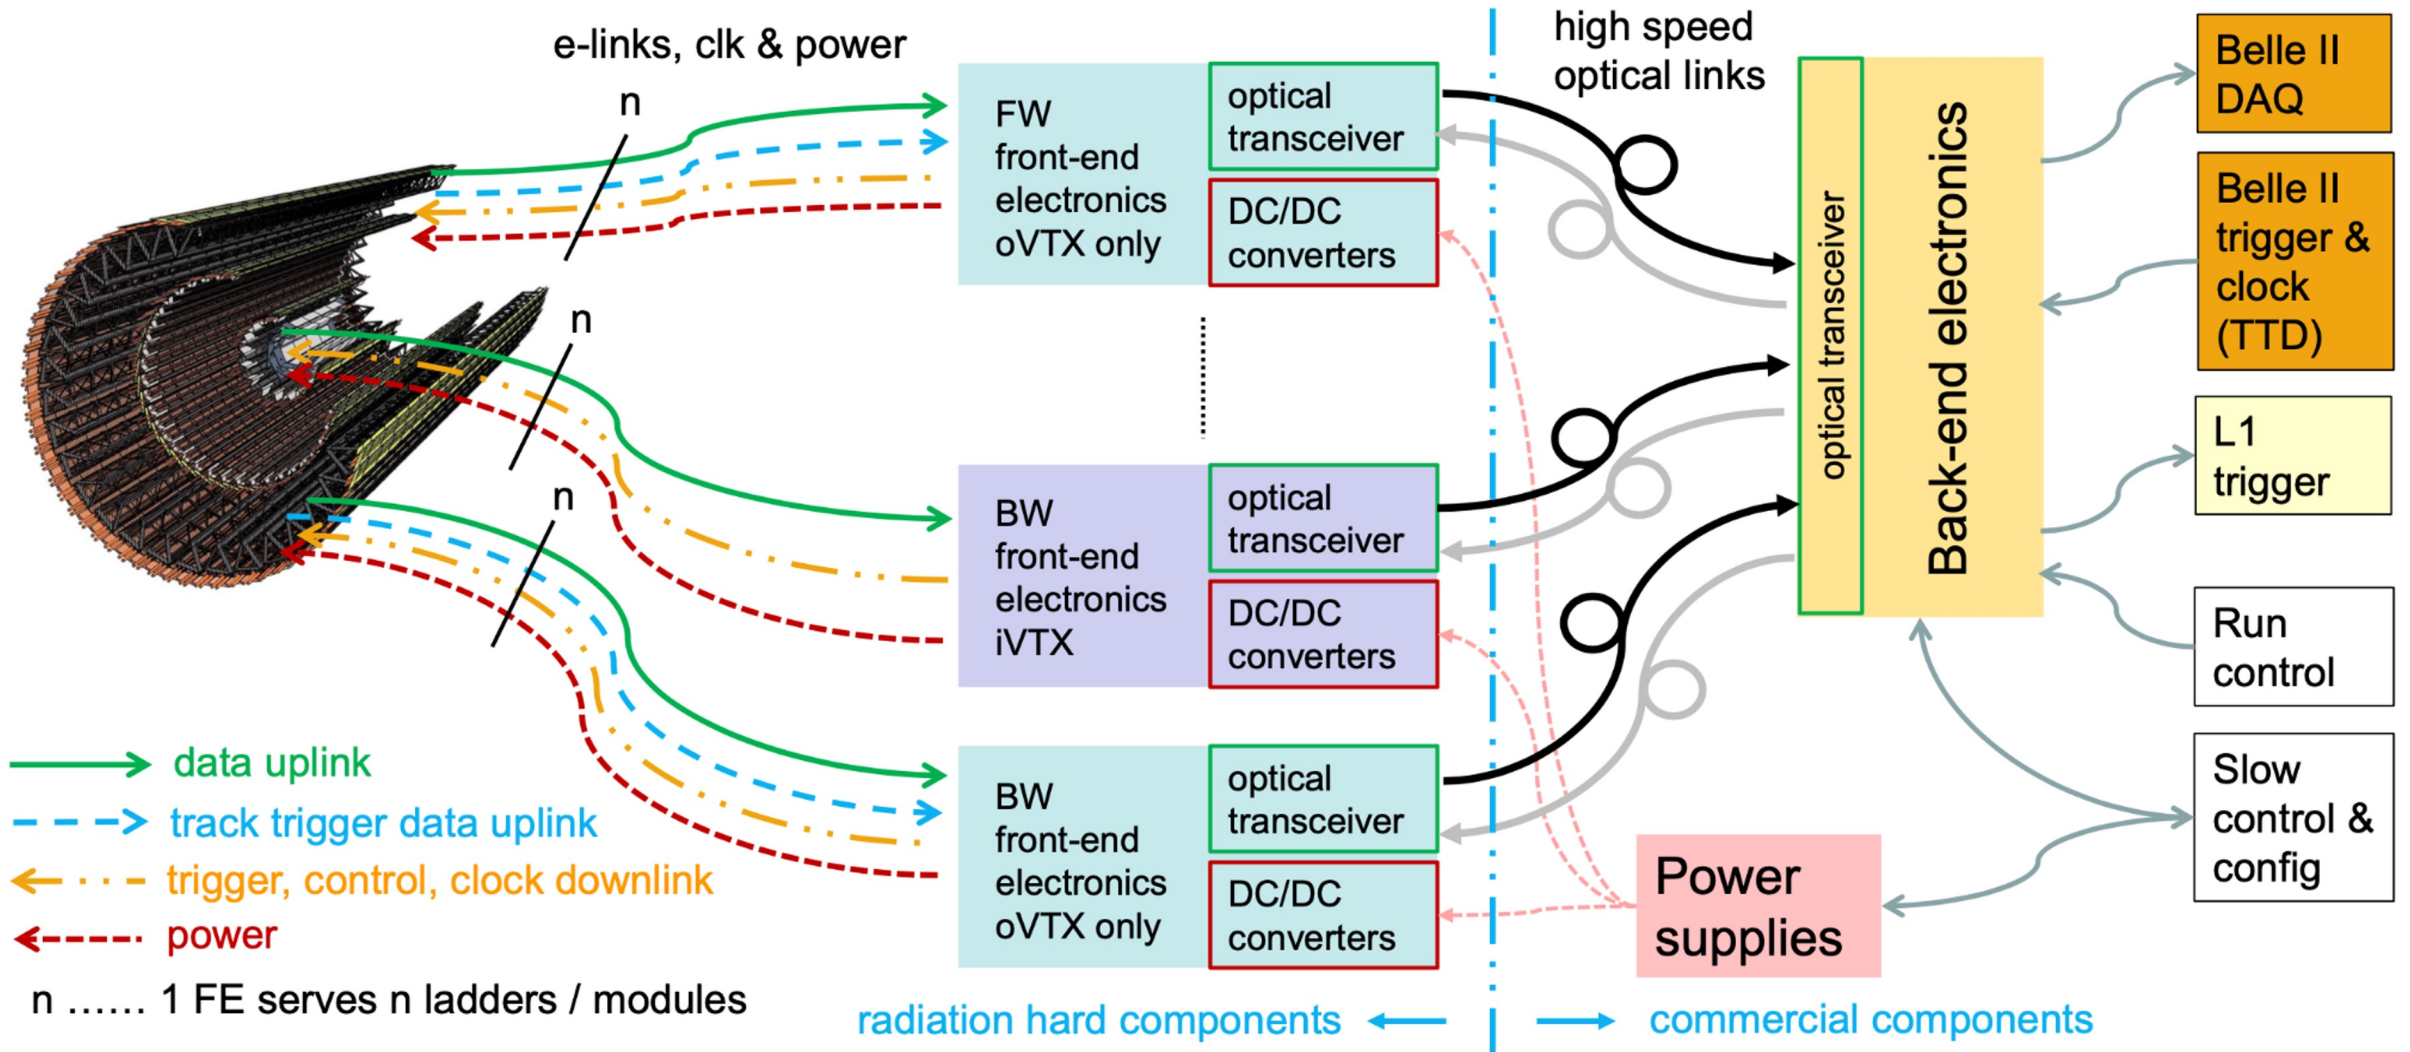 e-links, clk & power
n
n
n
FW
front-end
electronics
oVTX only
optical
transceiver
DC/DC
converters
BW
front-end
electronics
iVTX
optical
transceiver
DC/DC
converters
BW
front-end
electronics
oVTX only
optical
transceiver
DC/DC
converters
high speed
optical links
optical transceiver
Back-end electronics
Belle II
DAQ
Belle II
trigger &
clock
(TTD)
L1
trigger
Run
control
Slow
control &
config
Power
supplies
data uplink
track trigger data uplink
trigger, control, clock downlink
power
n ...... 1 FE serves n ladders / modules
radiation hard components
commercial components